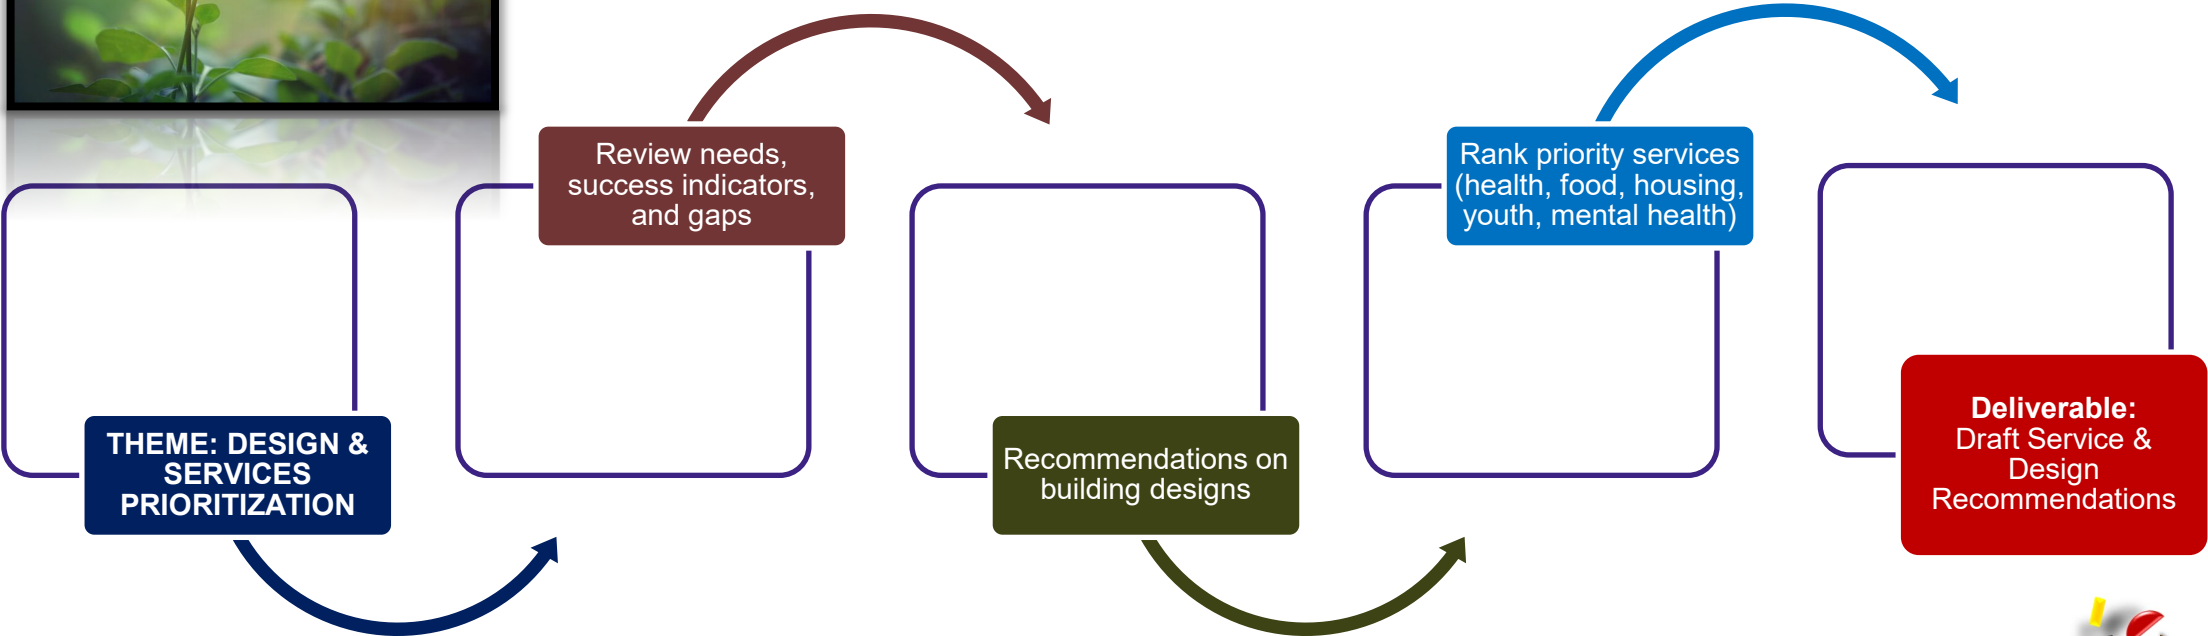 THEME: DESIGN &
SERVICES
PRIORITIZATION
Review needs,
success indicators,
and gaps
Recommendations on
building designs
Rank priority services
(health, food, housing,
youth, mental health)
Deliverable:
Draft Service &
Design
Recommendations